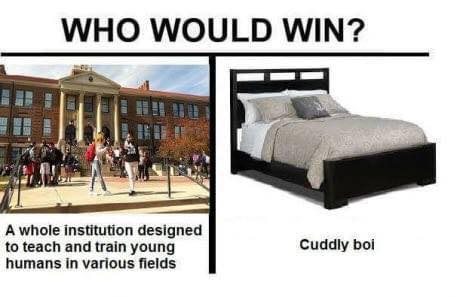 WHO WOULD WIN?
A whole institution designed
to teach and train young
humans in various fields
Cuddly boi